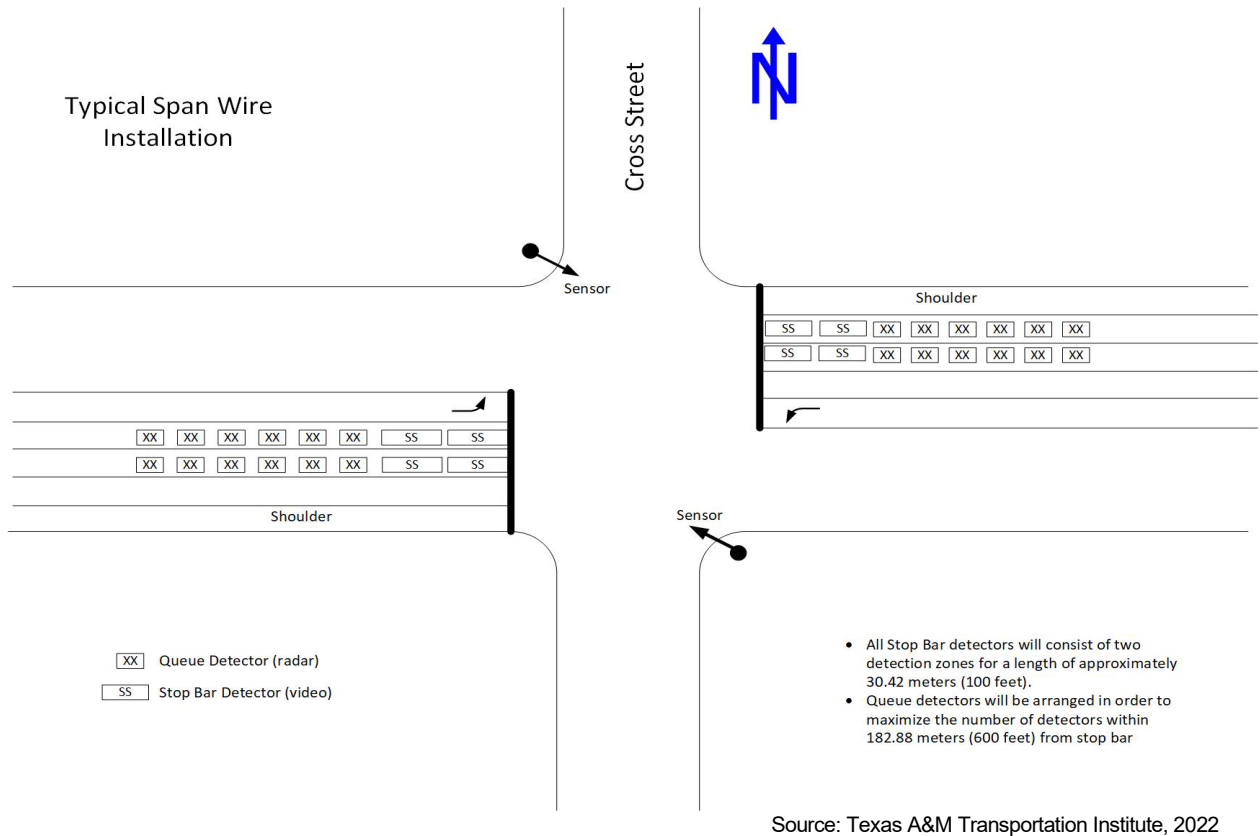 Typical Span Wire
Installation
Cross Street
N
Sensor
Shoulder
SS SS XX XX XX XX XX XX
SS SS XX XX XX XX XX XX
XX XX XX XX XX XX SS SS
XX XX XX XX XX XX SS SS
Shoulder
Sensor
XX Queue Detector (radar)
SS Stop Bar Detector (video)
• All Stop Bar detectors will consist of two
detection zones for a length of approximately
30.42 meters (100 feet).
• Queue detectors will be arranged in order to
maximize the number of detectors within
182.88 meters (600 feet) from stop bar
Source: Texas A&M Transportation Institute, 2022